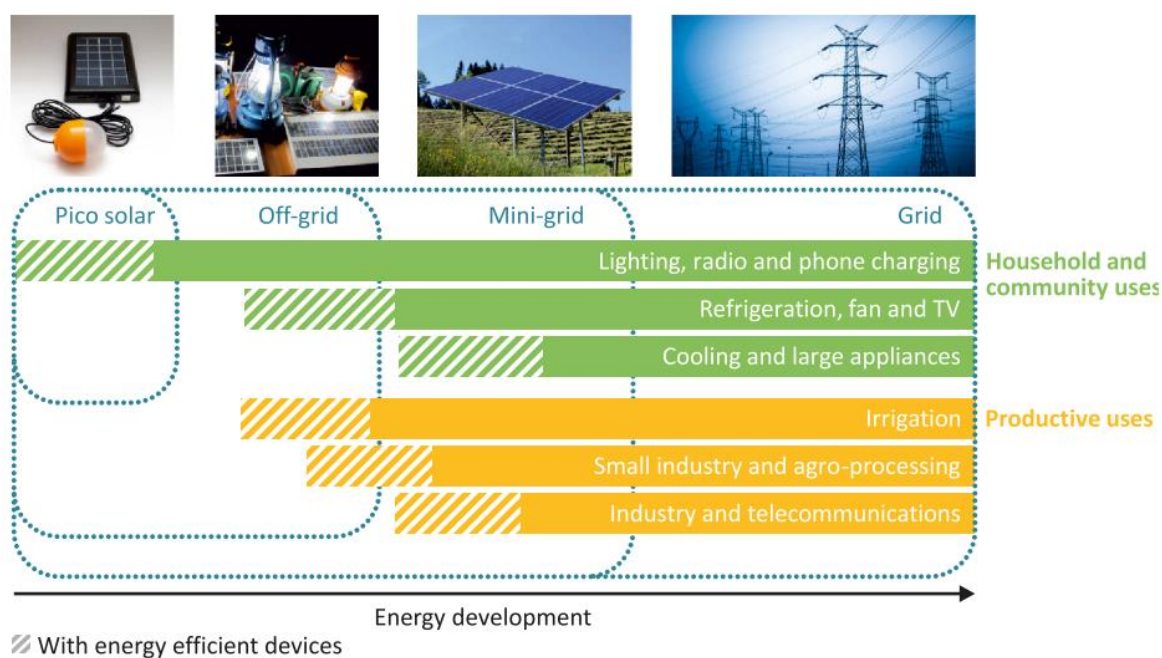 Pico solar
Off-grid
Mini-grid
Grid
Lighting, radio and phone charging
Household and
community uses
Refrigeration, fan and TV
Cooling and large appliances
Irrigation
Productive uses
Small industry and agro-processing
Industry and telecommunications
Energy development
With energy efficient devices